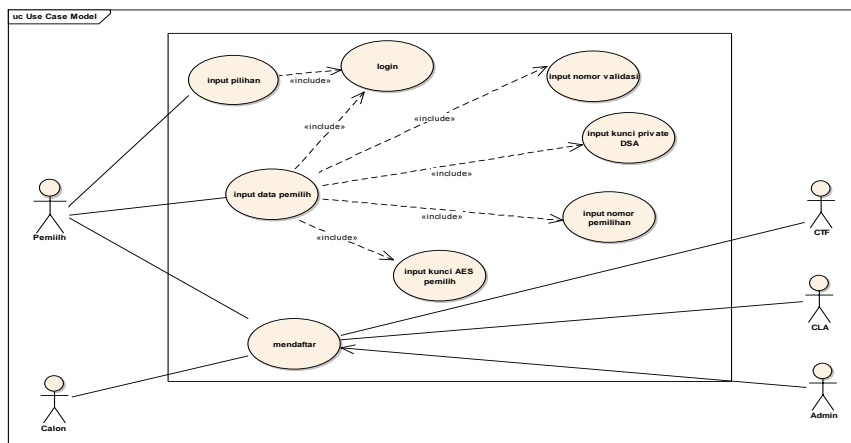 uc Use Case Model
input pilihan
«include»
login
input nomor validasi
«include»
«include»
input kunci private
DSA
«include»
input data pemilih
«include»
input nomor
pemilihan
«include»
input kunci AES
pemilih
Pemiilh
CTF
CLA
mendaftar
Calon
Admin